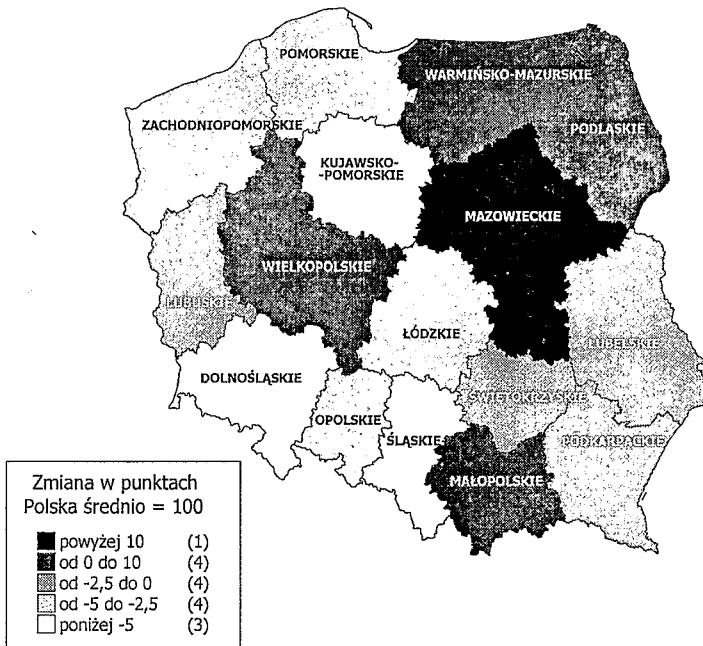 POMORSKIE
WARMIŃSKO-MAZURSKIE
ZACHODNIOPOMORSKIE
PODLASKIE
KUJAWSKO-
-POMORSKIE
MAZOWIECKIE
WIELKOPOLSKIE
LUBUSKIE
ŁÓDZKIE
LUBELSKIE
DOLNOŚLĄSKIE
ŚWIĘTOKRZYSKIE
OPOLSKIE
ŚLĄSKIE
PODKARPACKIE
MAŁOPOLSKIE
Zmiana w punktach
Polska średnio = 100
powyżej 10 (1)
od 0 do 10 (4)
od -2,5 do 0 (4)
od -5 do -2,5 (4)
poniżej -5 (3)